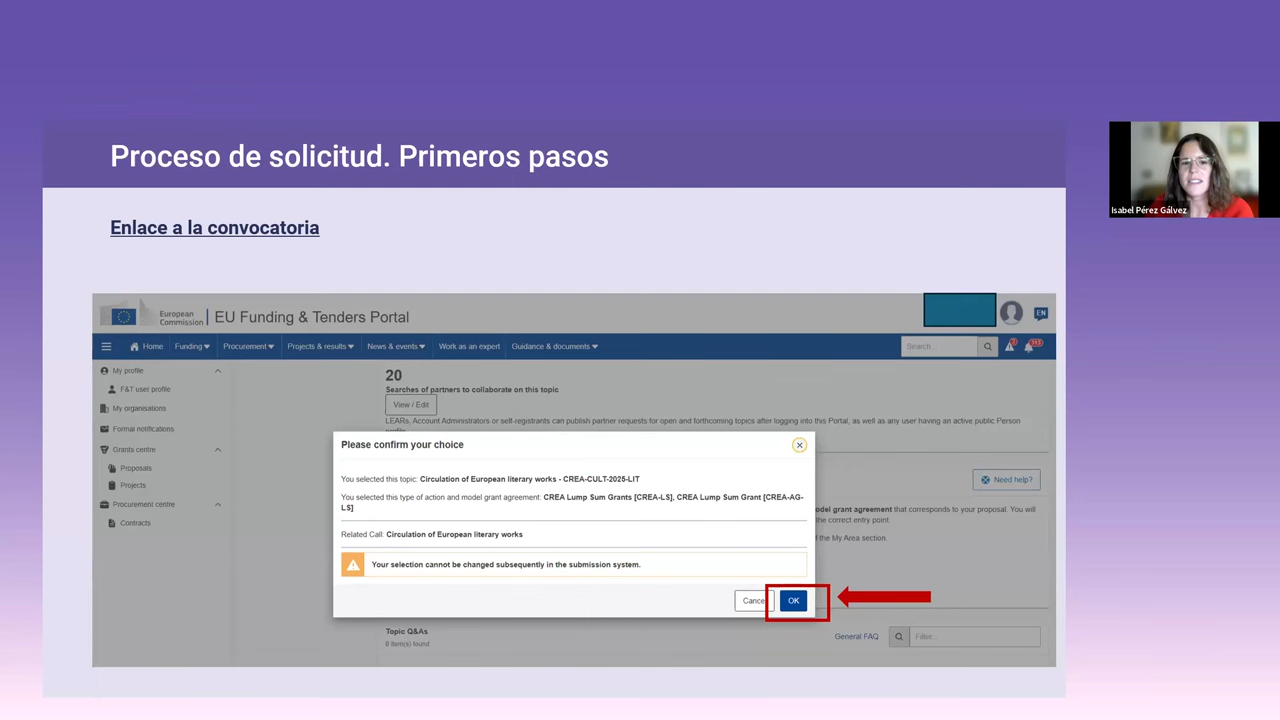 Proceso de solicitud. Primeros pasos
Isabel Pérez Gálvez
Enlace a la convocatoria
European
Commission
EU Funding & Tenders Portal
EN
Home
Funding
Procurement
Projects & results
News & events
Work as an expert
Guidance & documents
Search...
My profile
F&T user profile
My organisations
Formal notifications
Grants centre
Proposals
Projects
Procurement centre
Contracts
20
Searches of partners to collaborate on this topic
View / Edit
LEARs, Account Administrators or self-registrants can publish partner requests for open and forthcoming topics after logging into this Portal, as well as any user having an active public Person
Please confirm your choice
You selected this topic: Circulation of European literary works - CREA-CULT-2025-LIT
You selected this type of action and model grant agreement: CREA Lump Sum Grants [CREA-LS], CREA Lump Sum Grant [CREA-AG-
LS]
Related Call: Circulation of European literary works
Your selection cannot be changed subsequently in the submission system.
Cancel
OK
Need help?
model grant agreement that corresponds to your proposal. You will
the correct entry point.
of the My Area section.
Topic Q&As
0 item(s) found
General FAQ
Filter...